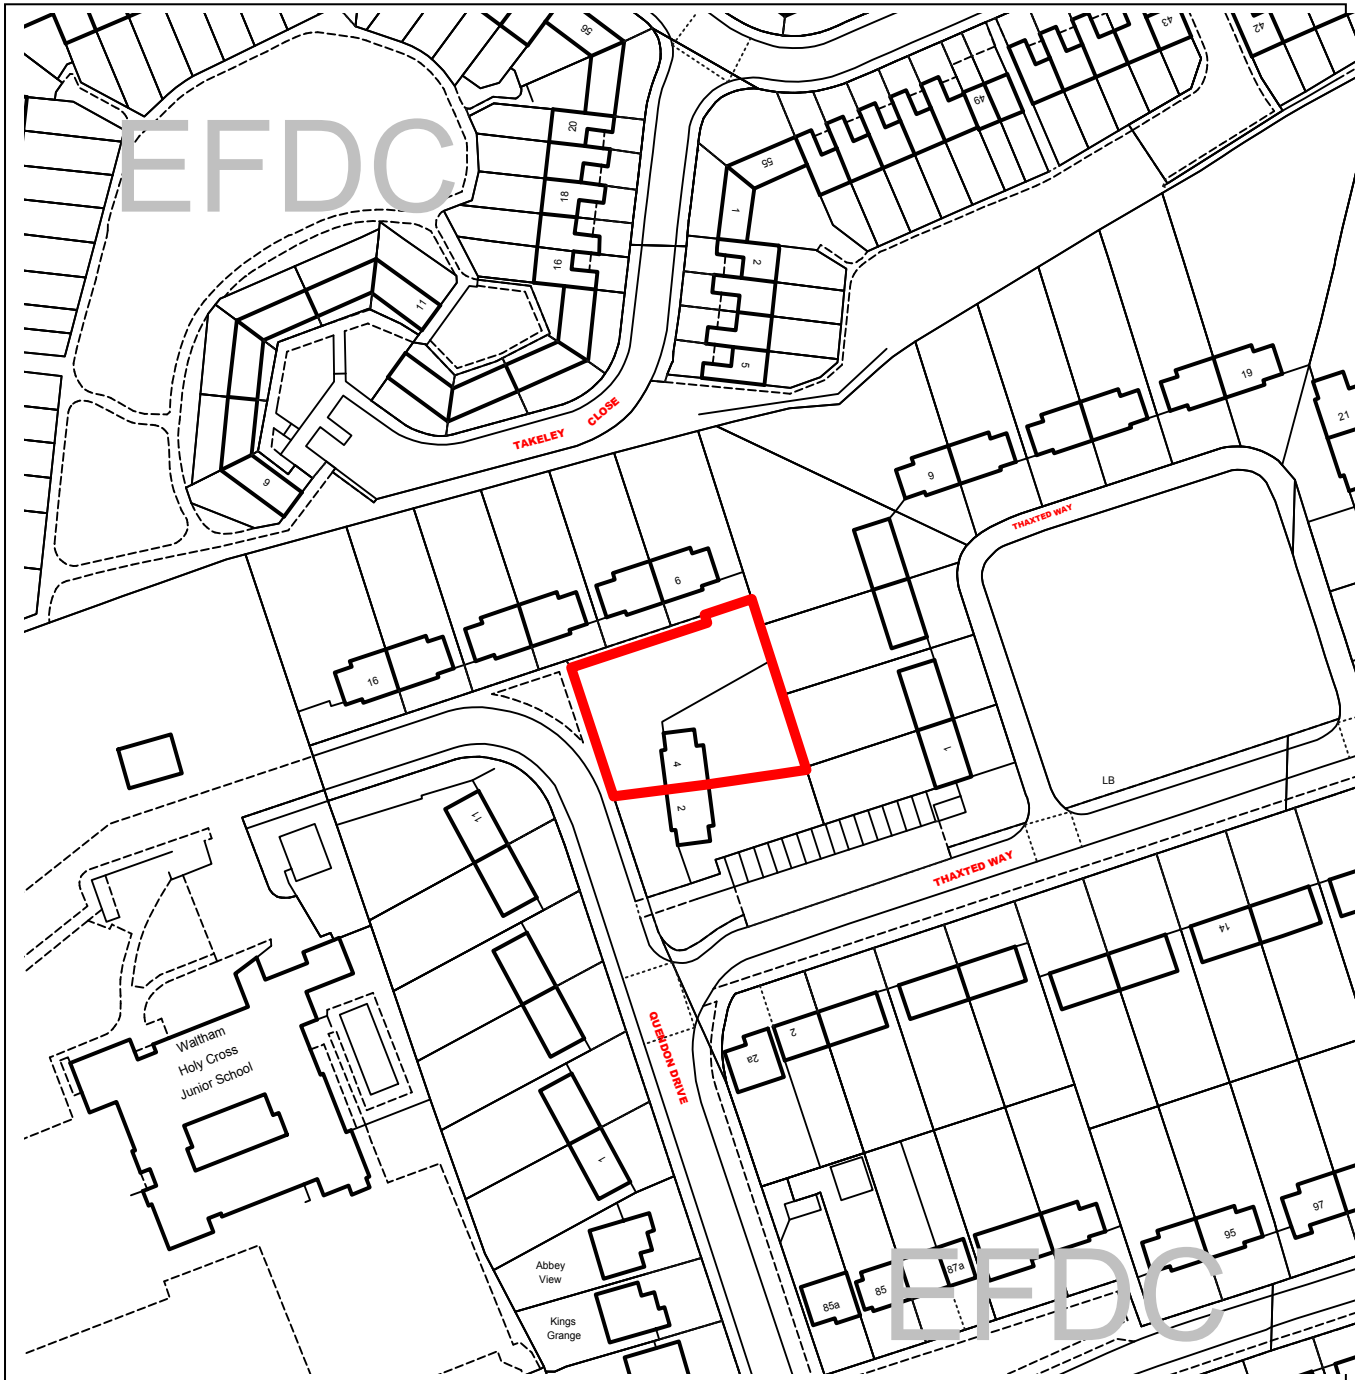 56
43
42
EFDC
20
49
55
18
1
2
16
11
5
19
21
TAKELEY CLOSE
9
9
THAXTED WAY
6
16
4
1
LB
2
11
THAXTED WAY
14
QUENDON DRIVE
2
2a
Waltham
Holy Cross
Junior School
1
97
95
Abbey
View
87a
85
85a
EFDC
Kings
Grange